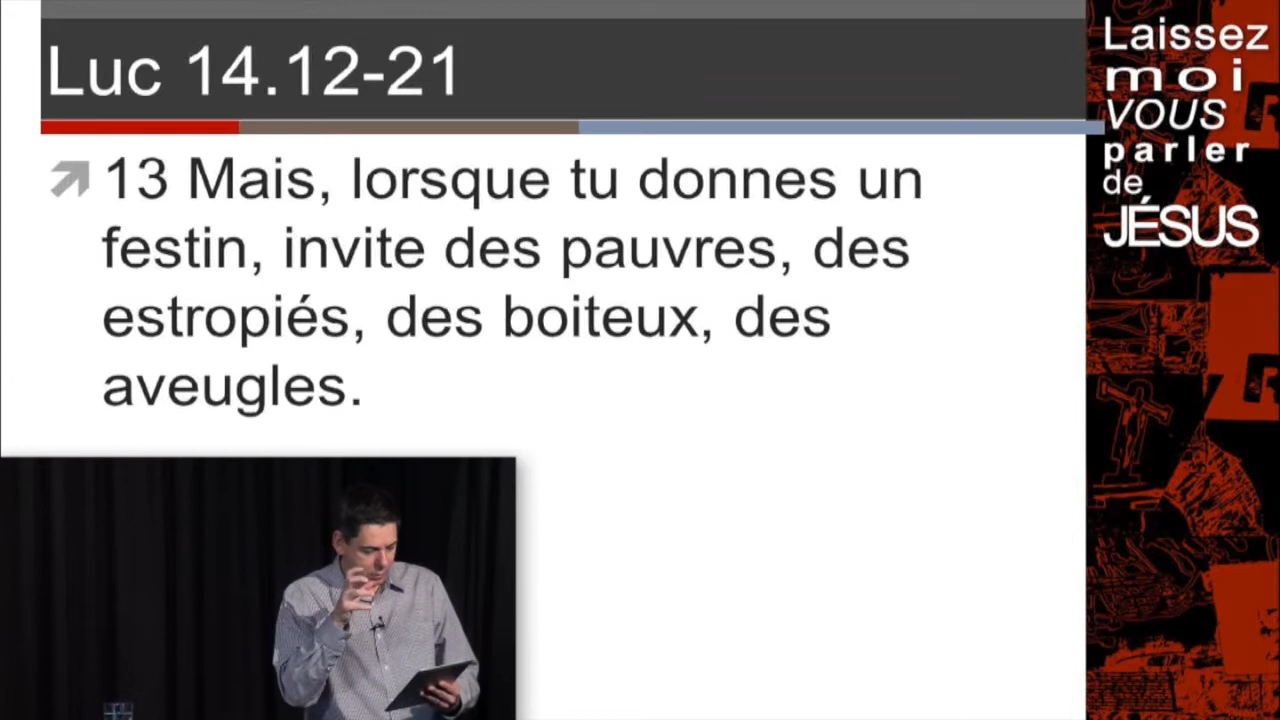 Luc 14.12-21
13 Mais, lorsque tu donnes un
festin, invite des pauvres, des
estropiés, des boiteux, des
aveugles.
Laissez
moi
VOUS
parler
de
JÉSUS